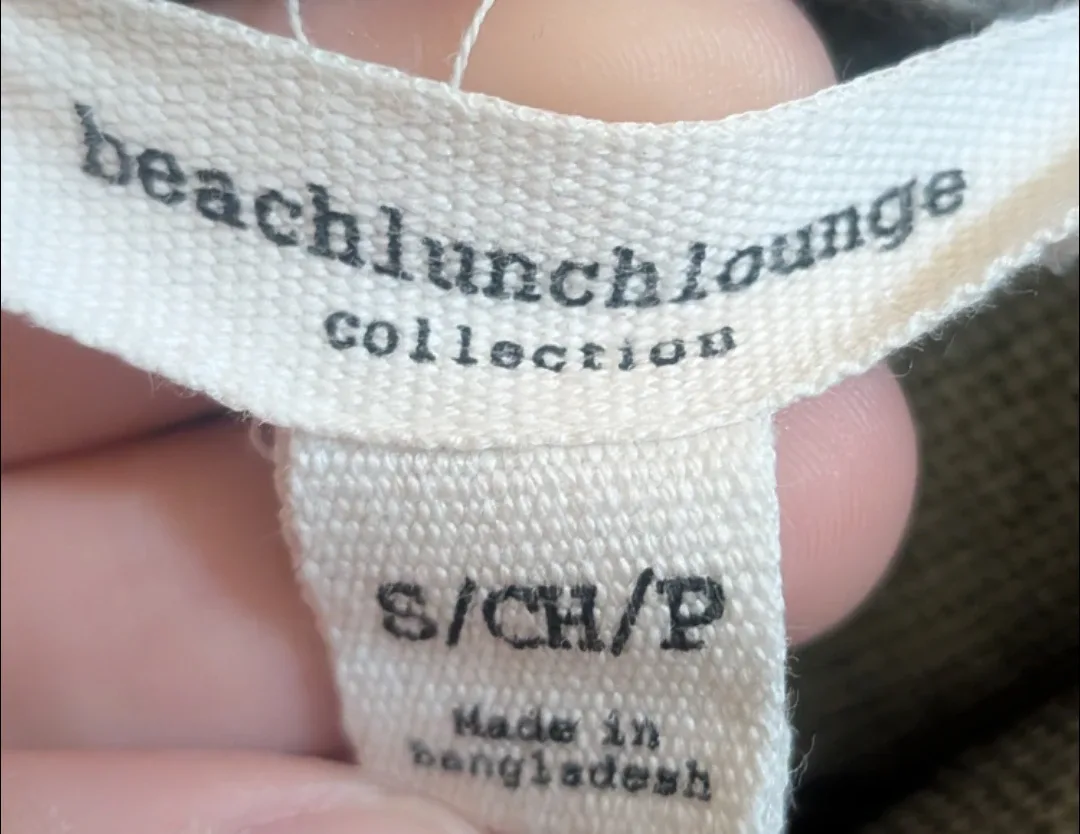 beachlunchlounge
collection
S/CH/P
Made in
bangladesh